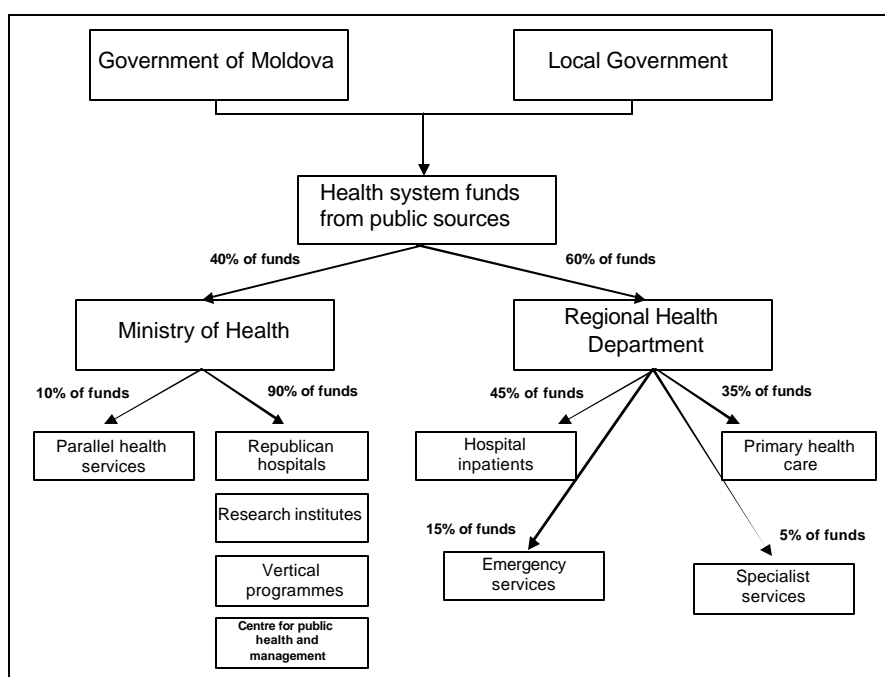 Government of Moldova
Local Government
Health system funds
from public sources
40% of funds
60% of funds
Ministry of Health
Regional Health
Department
10% of funds
90% of funds
45% of funds
35% of funds
Parallel health
services
Republican
hospitals
Hospital
inpatients
Primary health
care
Research institutes
15% of funds
5% of funds
Vertical
programmes
Emergency
services
Specialist
services
Centre for public
health and
management